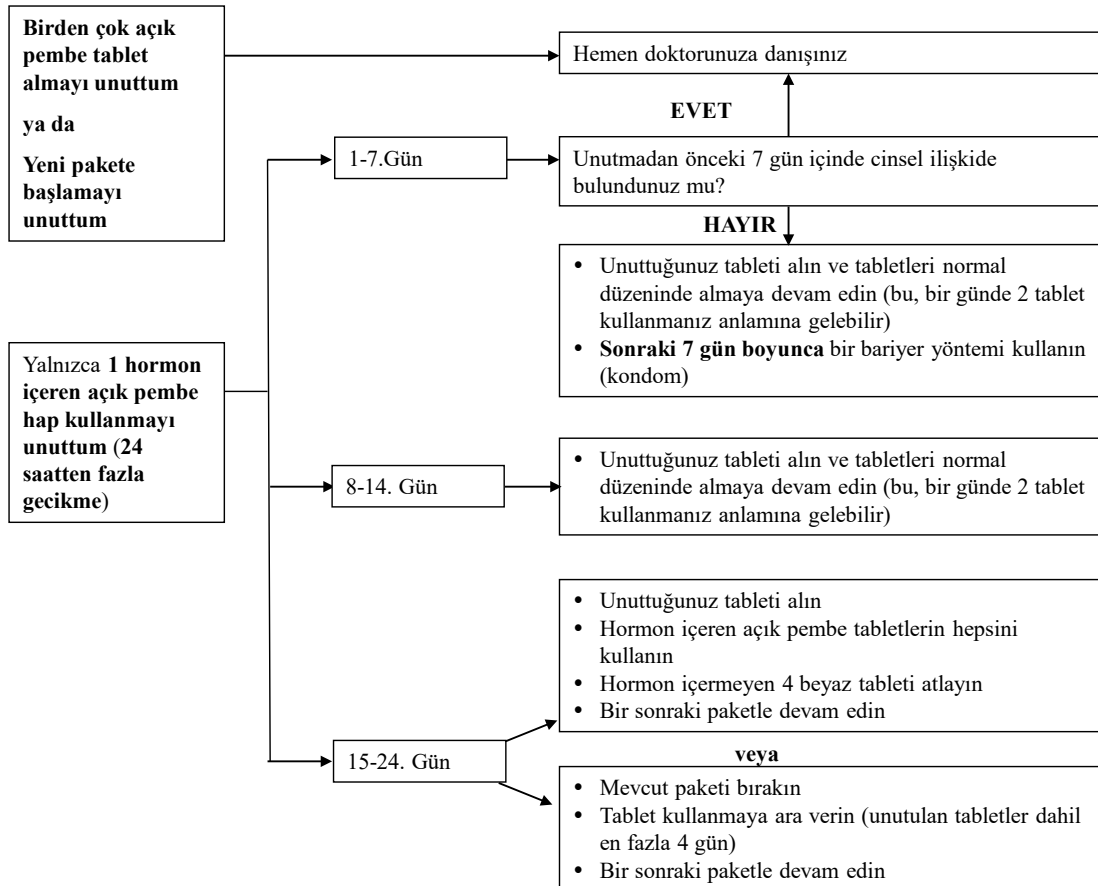 Birden çok açık
pembe tablet
almayı unuttum
ya da
Yeni pakete
başlamayı
unuttum
Hemen doktorunuza danışınız
EVET
1-7.Gün
Unutmadan önceki 7 gün içinde cinsel ilişkide
bulundunuz mu?
HAYIR
• Unuttuğunuz tableti alın ve tabletleri normal
düzeninde almaya devam edin (bu, bir günde 2 tablet
kullanmanız anlamına gelebilir)
• Sonraki 7 gün boyunca bir bariyer yöntemi kullanın
(kondom)
Yalnızca 1 hormon
içeren açık pembe
hap kullanmayı
unuttum (24
saatten fazla
gecikme)
8-14. Gün
• Unuttuğunuz tableti alın ve tabletleri normal
düzeninde almaya devam edin (bu, bir günde 2 tablet
kullanmanız anlamına gelebilir)
15-24. Gün
• Unuttuğunuz tableti alın
• Hormon içeren açık pembe tabletlerin hepsini
kullanın
• Hormon içermeyen 4 beyaz tableti atlayın
• Bir sonraki paketle devam edin
veya
• Mevcut paketi bırakın
• Tablet kullanmaya ara verin (unutulan tabletler dahil
en fazla 4 gün)
• Bir sonraki paketle devam edin